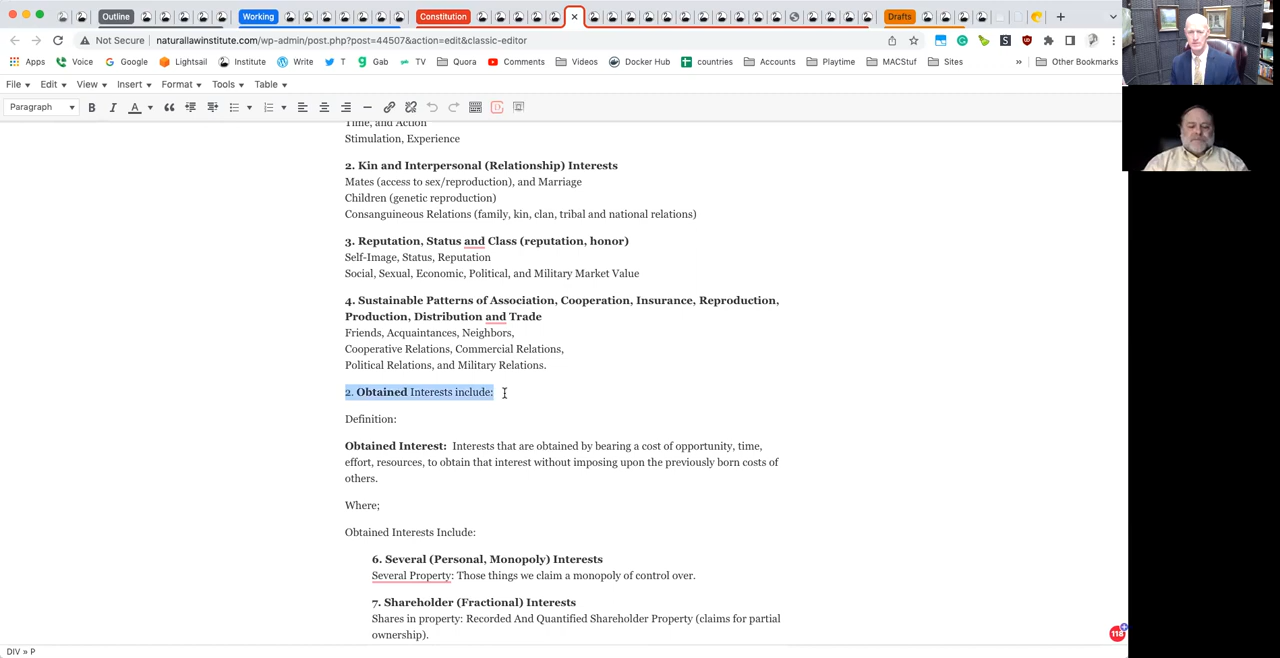 Outline
Working
Constitution
Drafts
Not Secure
naturallawinstitute.com/wp-admin/post.php?post=44507&action=edit&classic-editor
Apps Voice Google Lightsail Institute Write T Gab TV Quora Comments Videos Docker Hub countries Accounts Playtime MACStuf Sites » Other Bookmarks
File Edit View Insert Format Tools Table
Paragraph B I A
Time, and Action
Stimulation, Experience
2. Kin and Interpersonal (Relationship) Interests
Mates (access to sex/reproduction), and Marriage
Children (genetic reproduction)
Consanguineous Relations (family, kin, clan, tribal and national relations)
3. Reputation, Status and Class (reputation, honor)
Self-Image, Status, Reputation
Social, Sexual, Economic, Political, and Military Market Value
4. Sustainable Patterns of Association, Cooperation, Insurance, Reproduction,
Production, Distribution and Trade
Friends, Acquaintances, Neighbors,
Cooperative Relations, Commercial Relations,
Political Relations, and Military Relations.
2. Obtained Interests include:
Definition:
Obtained Interest: Interests that are obtained by bearing a cost of opportunity, time,
effort, resources, to obtain that interest without imposing upon the previously born costs of
others.
Where;
Obtained Interests Include:
6. Several (Personal, Monopoly) Interests
Several Property: Those things we claim a monopoly of control over.
7. Shareholder (Fractional) Interests
Shares in property: Recorded And Quantified Shareholder Property (claims for partial
ownership).
118
DIV » P